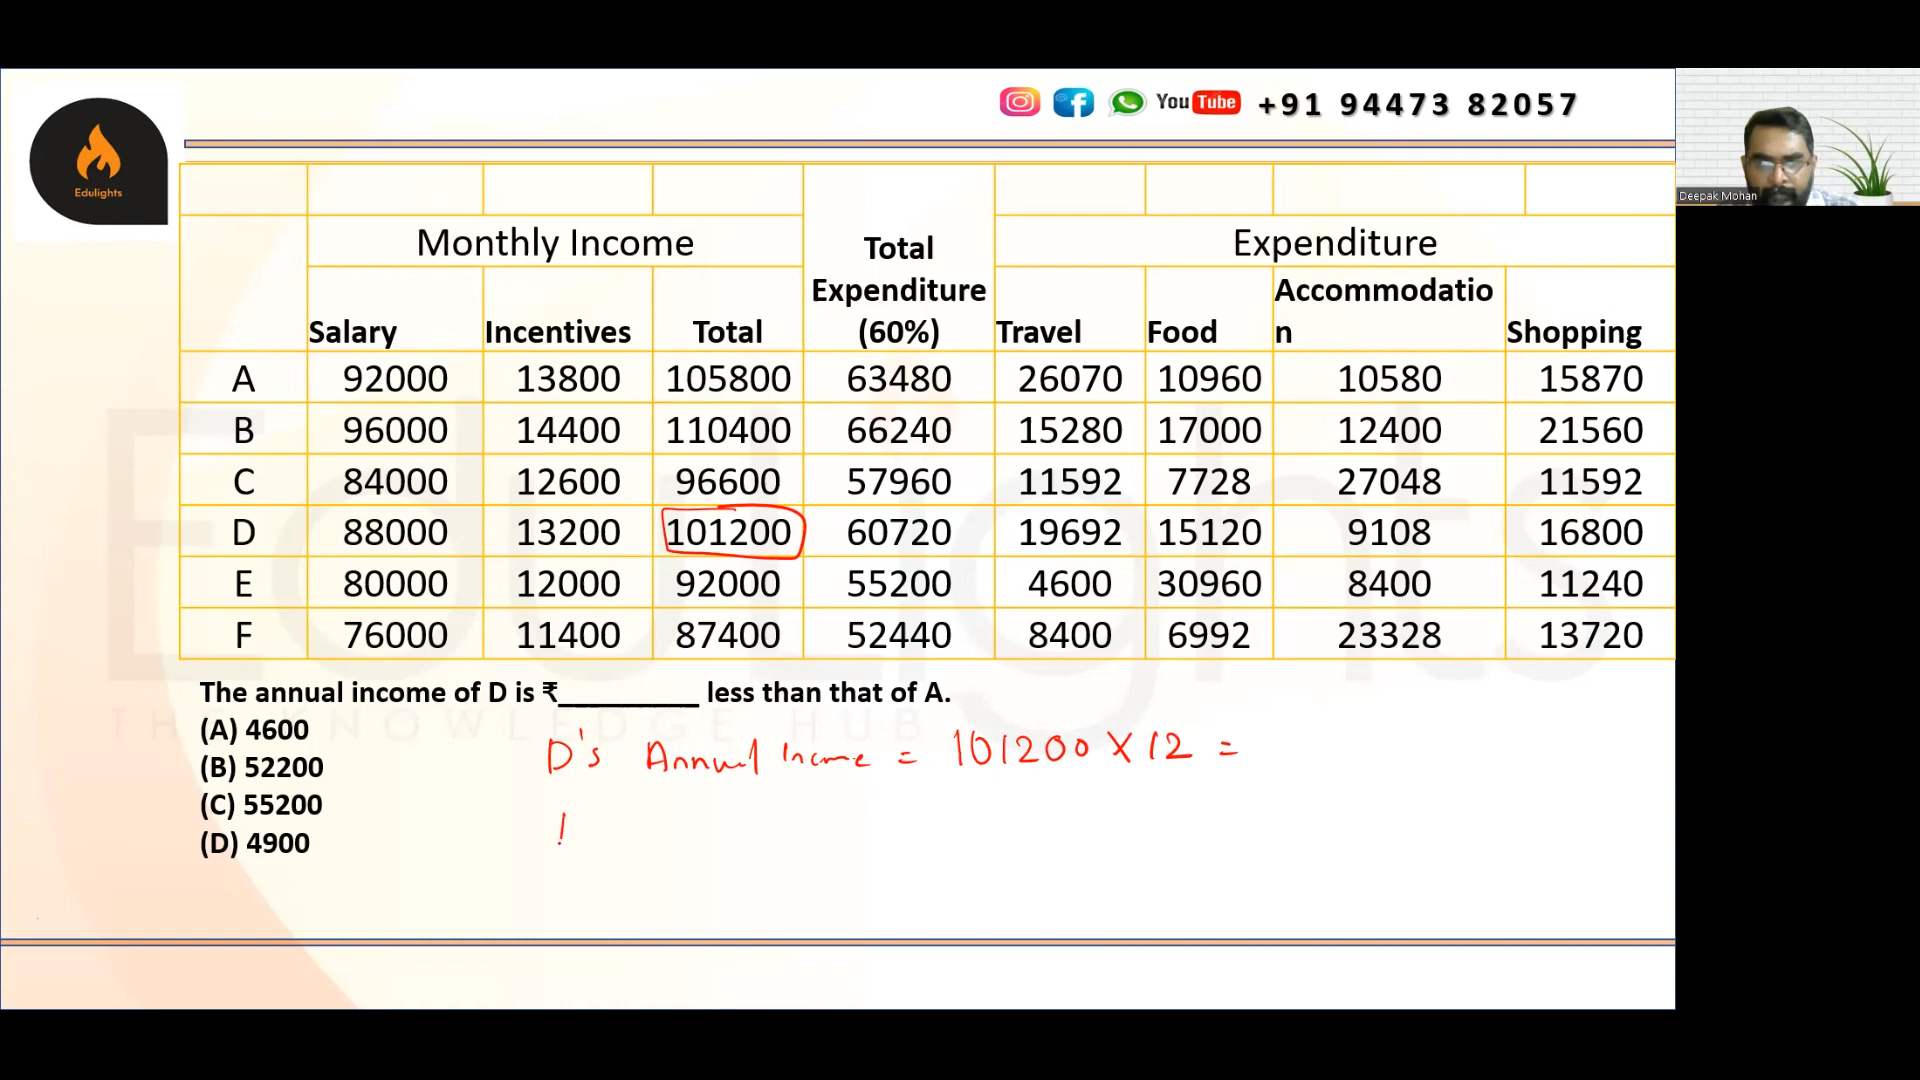 You Tube +91 94473 82057
Edulights
Deepak Mohan
Monthly Income Total Expenditure (60%) Expenditure
Salary Incentives Total Travel Food Accommodatio n Shopping
A 92000 13800 105800 63480 26070 10960 10580 15870
B 96000 14400 110400 66240 15280 17000 12400 21560
C 84000 12600 96600 57960 11592 7728 27048 11592
D 88000 13200 101200 60720 19692 15120 9108 16800
E 80000 12000 92000 55200 4600 30960 8400 11240
F 76000 11400 87400 52440 8400 6992 23328 13720
EduLights
THE KNOWLEDGE HUB
The annual income of D is ₹__________ less than that of A.
(A) 4600
(B) 52200
(C) 55200
(D) 4900
D's Annual Income = 101200 X 12 =